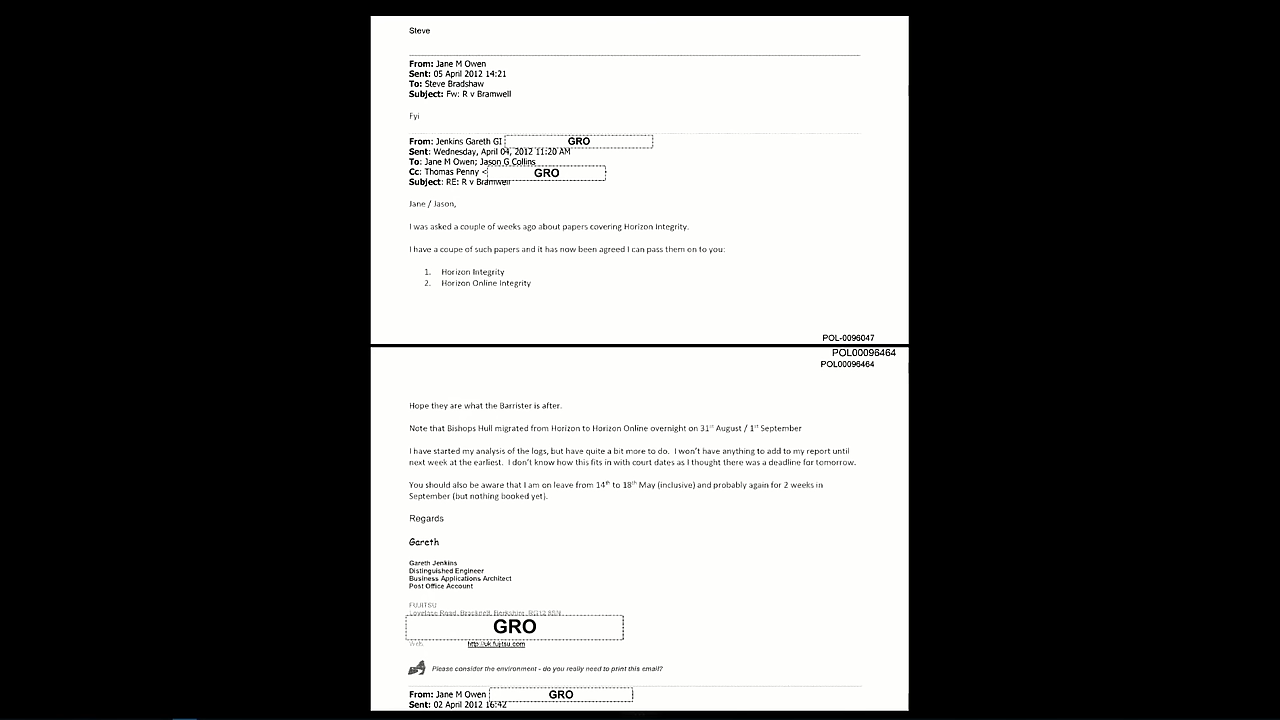 Steve
From: Jane M Owen
Sent: 05 April 2012 14:21
To: Steve Bradshaw
Subject: Fw: R v Bramwell
Fyi
From: Jenkins Gareth GI GRO
Sent: Wednesday, April 04, 2012 11:20 AM
To: Jane M Owen; Jason G Collins
Cc: Thomas Penny < GRO
Subject: RE: R v Bramwell
Jane / Jason,
I was asked a couple of weeks ago about papers covering Horizon Integrity.
I have a coupe of such papers and it has now been agreed I can pass them on to you:
1. Horizon Integrity
2. Horizon Online Integrity
POL-0096047
POL00096464
POL00096464
Hope they are what the Barrister is after.
Note that Bishops Hull migrated from Horizon to Horizon Online overnight on 31st August / 1st September
I have started my analysis of the logs, but have quite a bit more to do. I won't have anything to add to my report until
next week at the earliest. I don't know how this fits in with court dates as I thought there was a deadline for tomorrow.
You should also be aware that I am on leave from 14th to 18th May (inclusive) and probably again for 2 weeks in
September (but nothing booked yet).
Regards
Gareth
Gareth Jenkins
Distinguished Engineer
Business Applications Architect
Post Office Account
FUJITSU
Lovelace Road, Bracknell, Berkshire,
GRO
Web: http://uk.fujitsu.com
Please consider the environment - do you really need to print this email?
From: Jane M Owen GRO
Sent: 02 April 2012 16:42